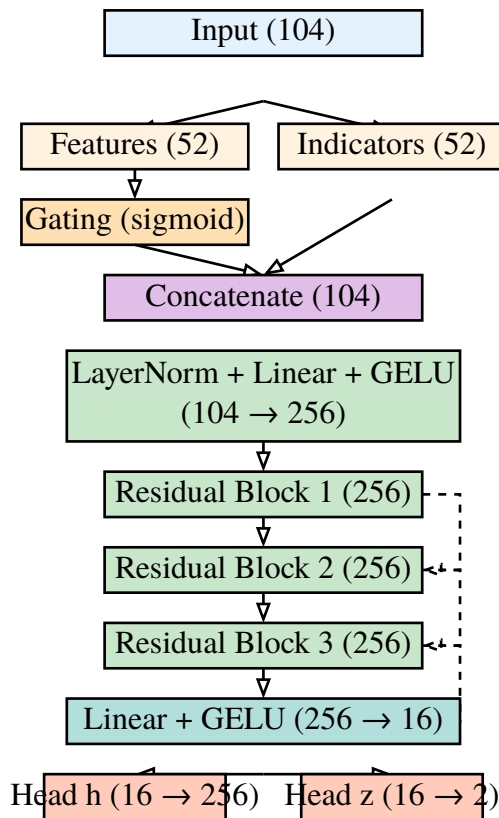 Input (104)
Features (52)
Indicators (52)
Gating (sigmoid)
Concatenate (104)
LayerNorm + Linear + GELU
(104 → 256)
Residual Block 1 (256)
Residual Block 2 (256)
Residual Block 3 (256)
Linear + GELU (256 → 16)
Head h (16 → 256)
Head z (16 → 2)